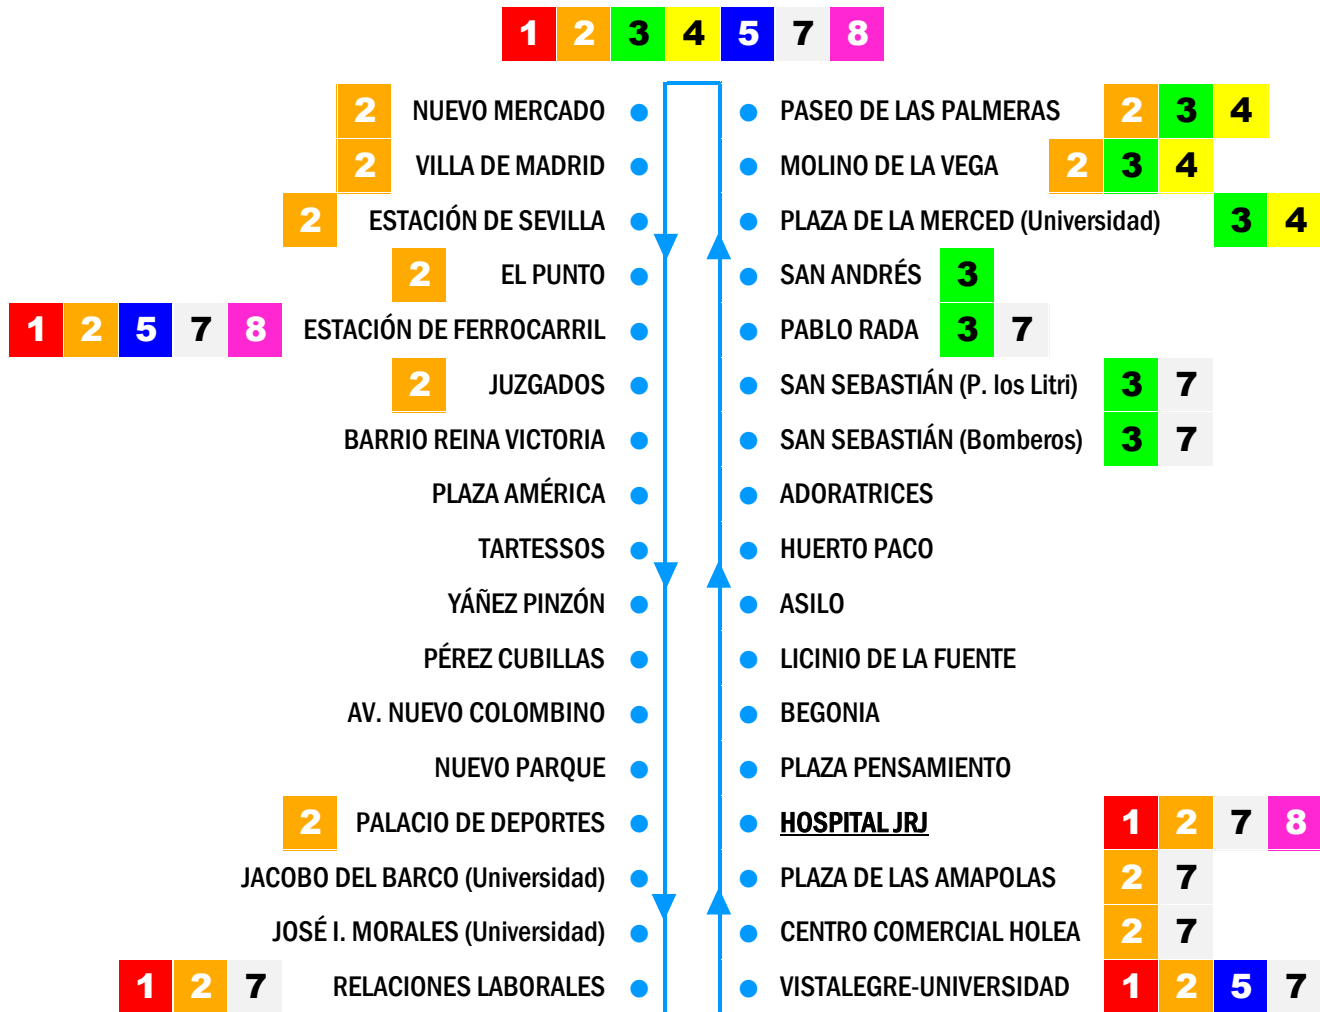 1 2 3 4 5 7 8
2 NUEVO MERCADO
PASEO DE LAS PALMERAS 2 3 4
2 VILLA DE MADRID
MOLINO DE LA VEGA 2 3 4
2 ESTACIÓN DE SEVILLA
PLAZA DE LA MERCED (Universidad) 3 4
2 EL PUNTO
SAN ANDRÉS 3
1 2 5 7 8 ESTACIÓN DE FERROCARRIL
PABLO RADA 3 7
2 JUZGADOS
SAN SEBASTIÁN (P. los Litri) 3 7
BARRIO REINA VICTORIA
SAN SEBASTIÁN (Bomberos) 3 7
PLAZA AMÉRICA
ADORATRICES
TARTESSOS
HUERTO PACO
YÁÑEZ PINZÓN
ASILO
PÉREZ CUBILLAS
LICINIO DE LA FUENTE
AV. NUEVO COLOMBINO
BEGONIA
NUEVO PARQUE
PLAZA PENSAMIENTO
2 PALACIO DE DEPORTES
HOSPITAL JRJ 1 2 7 8
JACOBO DEL BARCO (Universidad)
PLAZA DE LAS AMAPOLAS 2 7
JOSÉ I. MORALES (Universidad)
CENTRO COMERCIAL HOLEA 2 7
1 2 7 RELACIONES LABORALES
VISTALEGRE-UNIVERSIDAD 1 2 5 7